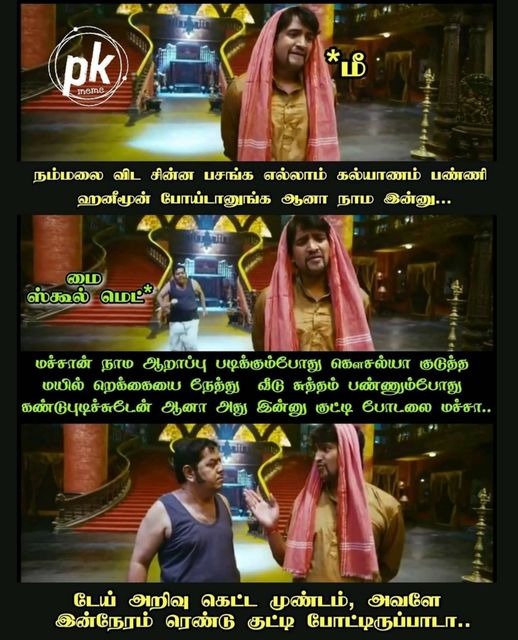 pk
meme
*மீ
நம்மலை விட சின்ன பசங்க எல்லாம் கல்யாணம் பண்ணி
ஹனிமூன் போய்டானுங்க ஆனா நாம இன்னு...
மை
ஸ்கூல் மெட்*
மச்சான் நாம ஆறாப்பு படிக்கும்போது கௌசல்யா குடுத்த
மயில் றெக்கையை நேத்து வீடு சுத்தம் பண்ணும்போது
கண்டுபுடிச்சுடேன் ஆனா அது இன்னு குட்டி போடலை மச்சா..
டேய் அறிவு கெட்ட முண்டம், அவளே
இன்நேரம் ரெண்டு குட்டி போட்டிருப்பாடா..